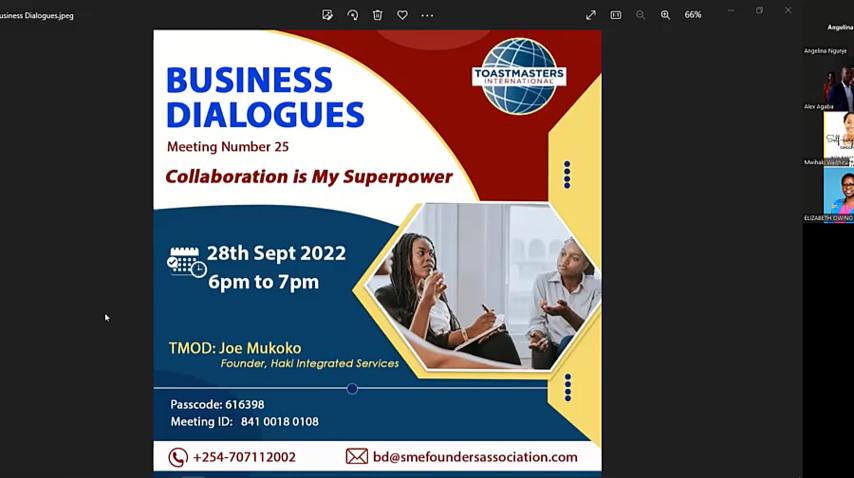 usiness Dialogues.jpeg
66%
BUSINESS
DIALOGUES
Meeting Number 25
Collaboration is My Superpower
TOASTMASTERS
INTERNATIONAL
28th Sept 2022
6pm to 7pm
TMOD: Joe Mukoko
Founder, Haki Integrated Services
Passcode: 616398
Meeting ID: 841 0018 0108
+254-707112002
bd@smefoundersassociation.com
Angelina
Angelina Ngunje
Alex Agaba
ELIZABETH OWINO